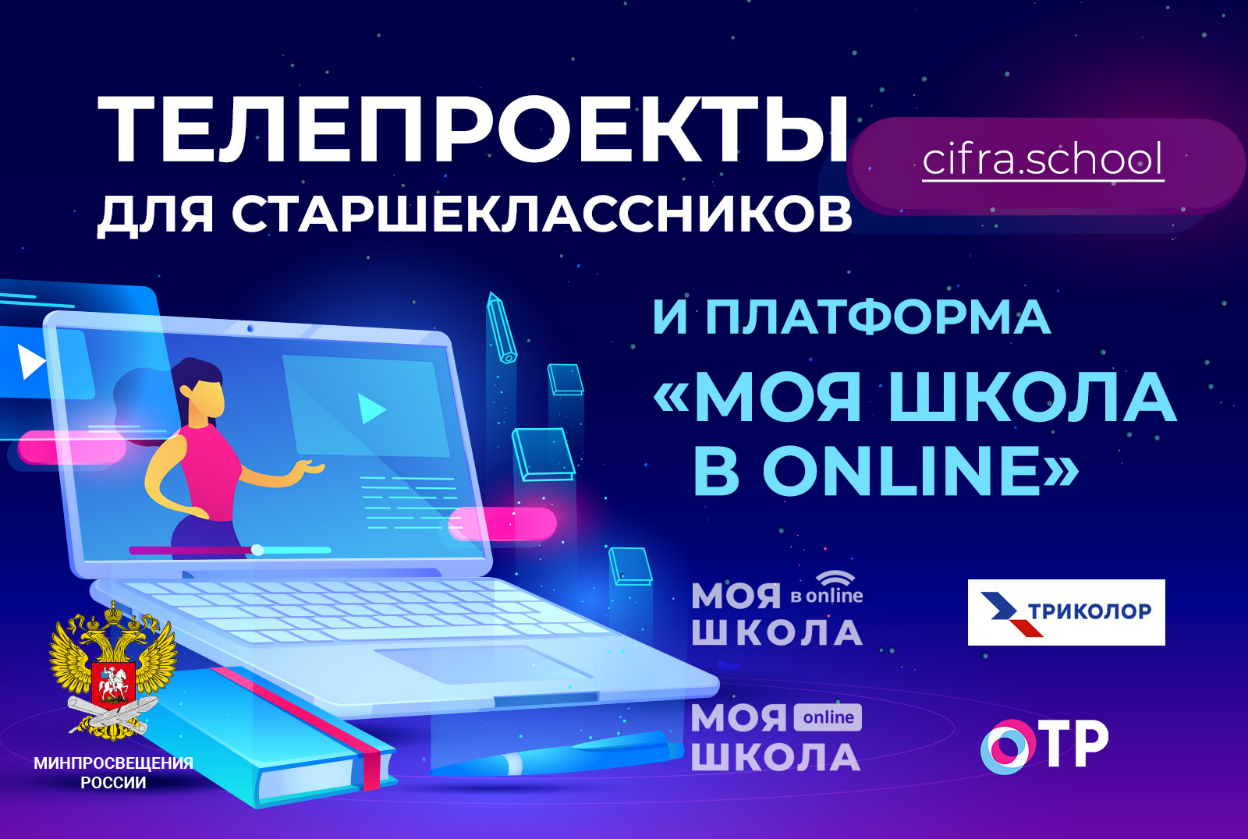 ТЕЛЕПРОЕКТЫ
ДЛЯ СТАРШЕКЛАССНИКОВ
cifra.school
И ПЛАТФОРМА
«МОЯ ШКОЛА
В ONLINE»
МОЯ в online
ШКОЛА
ТРИКОЛОР
МОЯ online
ШКОЛА
ОТР
МИНПРОСВЕЩЕНИЯ
РОССИИ